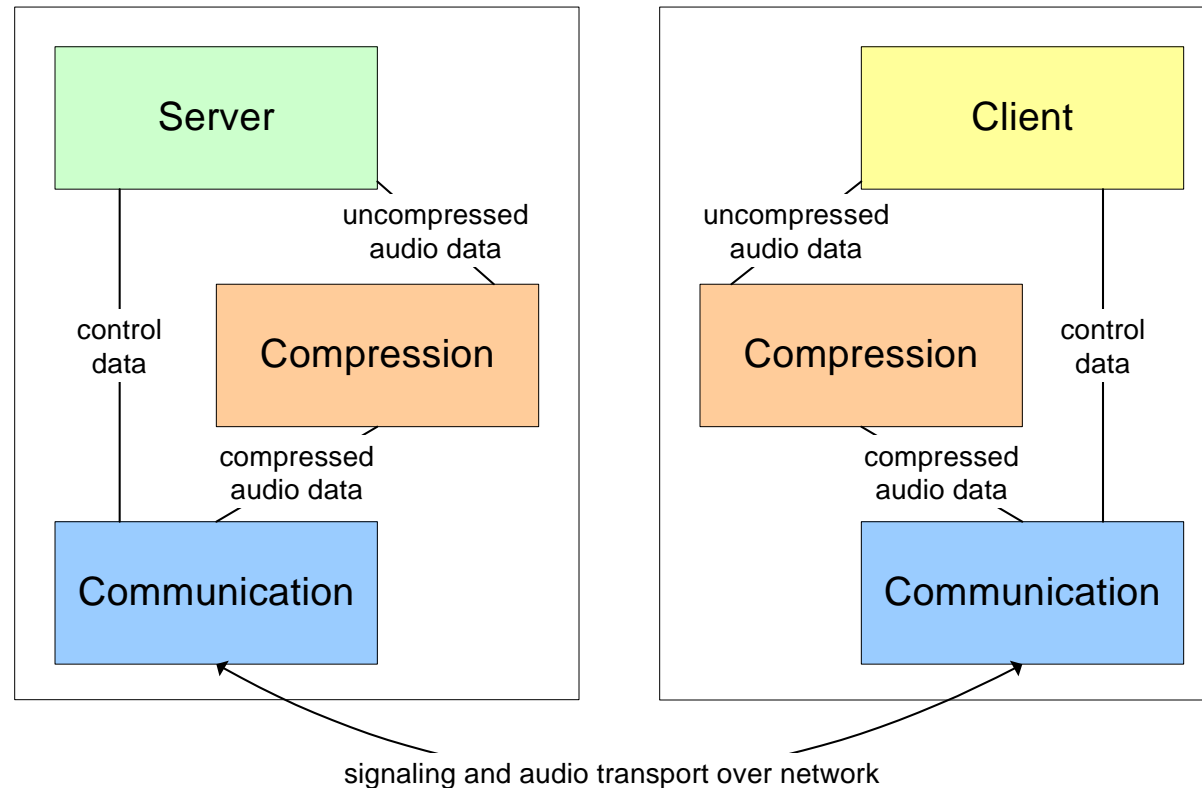 Server
uncompressed
audio data
control
data
Compression
compressed
audio data
Communication
Client
uncompressed
audio data
Compression
control
data
compressed
audio data
Communication
signaling and audio transport over network